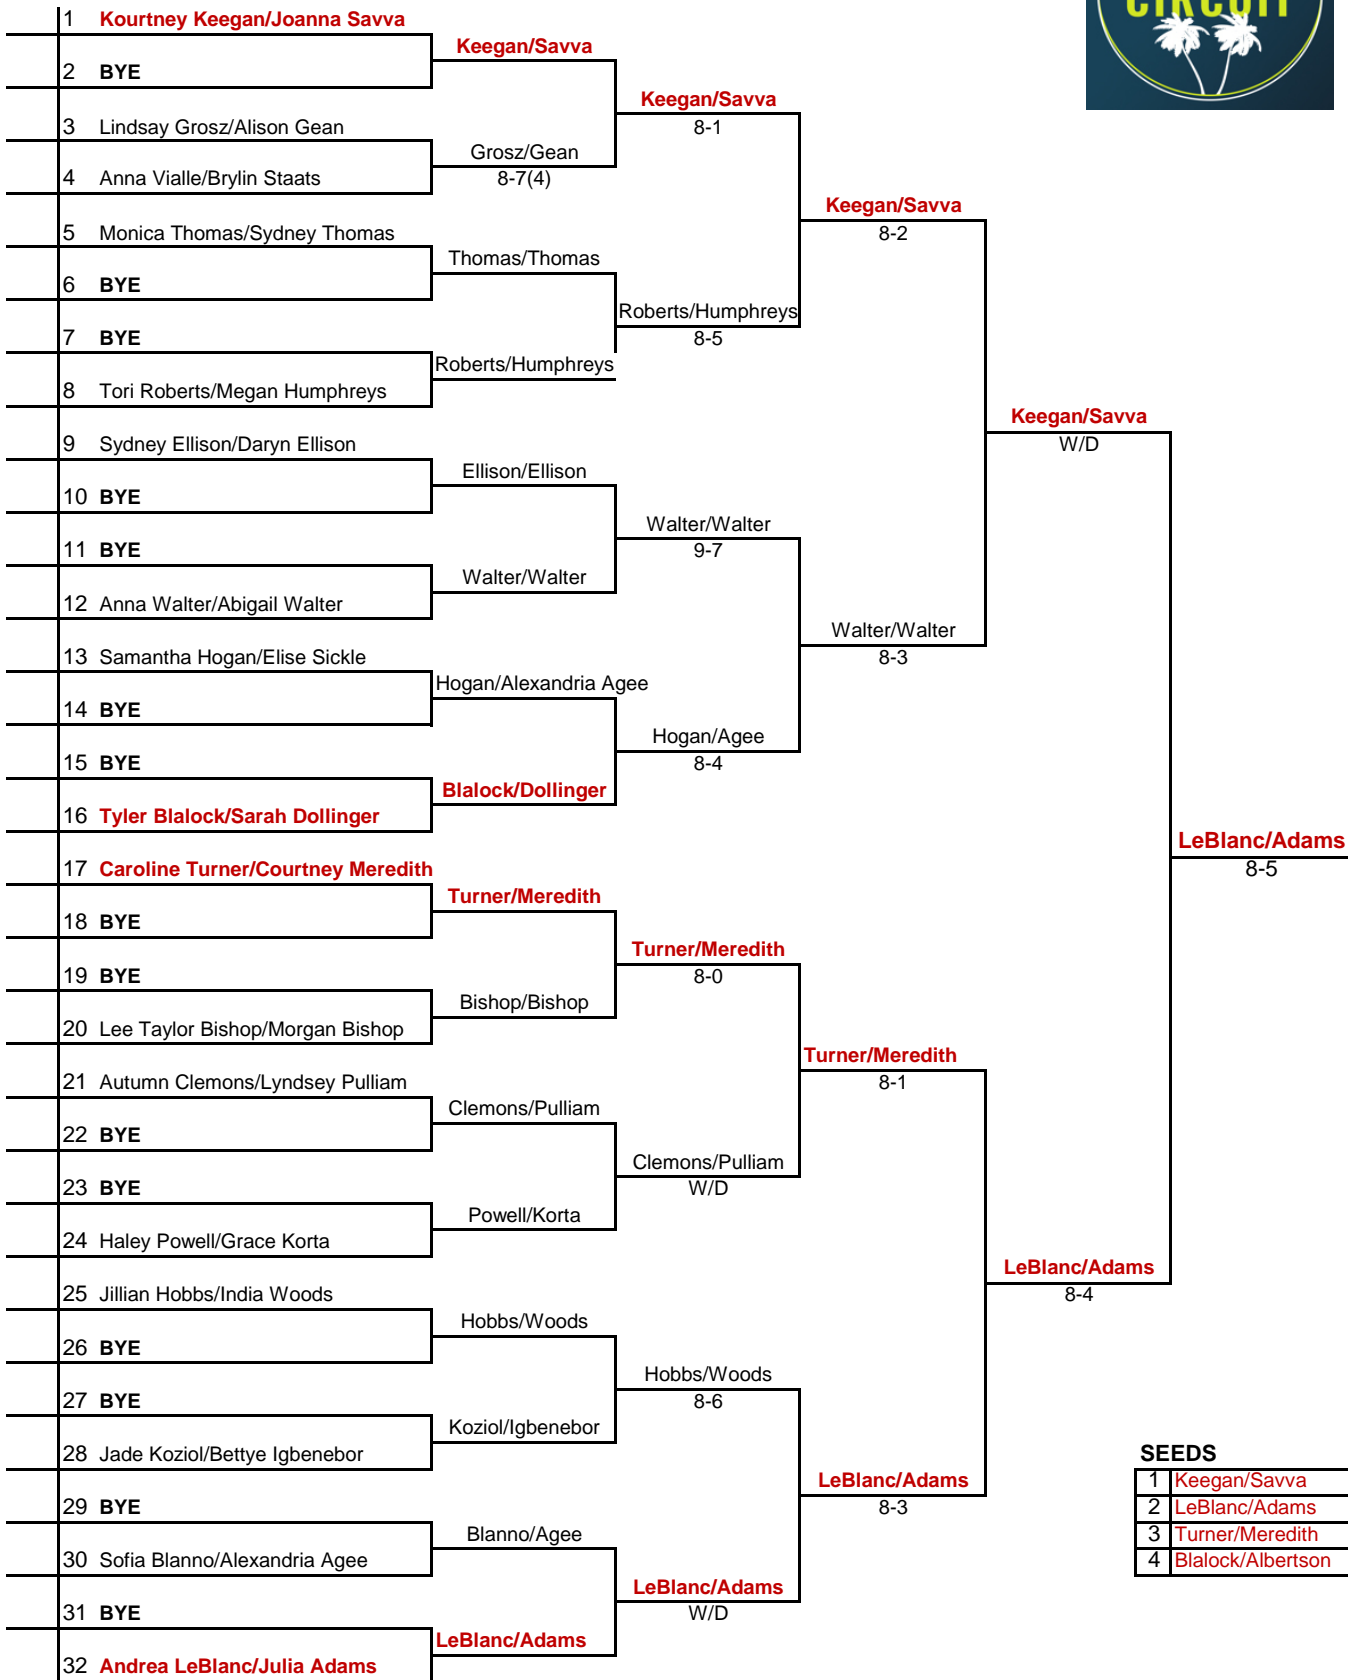 CIRCUIT
1 Kourtney Keegan/Joanna Savva
Keegan/Savva
2 BYE
Keegan/Savva
8-1
3 Lindsay Grosz/Alison Gean
Grosz/Gean
8-7(4)
4 Anna Vialle/Brylin Staats
Keegan/Savva
8-2
5 Monica Thomas/Sydney Thomas
Thomas/Thomas
6 BYE
Roberts/Humphreys
8-5
7 BYE
Roberts/Humphreys
8 Tori Roberts/Megan Humphreys
Keegan/Savva
W/D
9 Sydney Ellison/Daryn Ellison
Ellison/Ellison
10 BYE
Walter/Walter
9-7
11 BYE
Walter/Walter
12 Anna Walter/Abigail Walter
Walter/Walter
8-3
13 Samantha Hogan/Elise Sickle
Hogan/Alexandria Agee
14 BYE
Hogan/Agee
8-4
15 BYE
Blalock/Dollinger
16 Tyler Blalock/Sarah Dollinger
LeBlanc/Adams
8-5
17 Caroline Turner/Courtney Meredith
Turner/Meredith
18 BYE
Turner/Meredith
8-0
19 BYE
Bishop/Bishop
20 Lee Taylor Bishop/Morgan Bishop
Turner/Meredith
8-1
21 Autumn Clemons/Lyndsey Pulliam
Clemons/Pulliam
22 BYE
Clemons/Pulliam
W/D
23 BYE
Powell/Korta
24 Haley Powell/Grace Korta
LeBlanc/Adams
8-4
25 Jillian Hobbs/India Woods
Hobbs/Woods
26 BYE
Hobbs/Woods
8-6
27 BYE
Koziol/Igbenebor
28 Jade Koziol/Bettye Igbenebor
LeBlanc/Adams
8-3
29 BYE
Blanno/Agee
30 Sofia Blanno/Alexandria Agee
LeBlanc/Adams
W/D
31 BYE
LeBlanc/Adams
32 Andrea LeBlanc/Julia Adams
SEEDS
1 Keegan/Savva
2 LeBlanc/Adams
3 Turner/Meredith
4 Blalock/Albertson